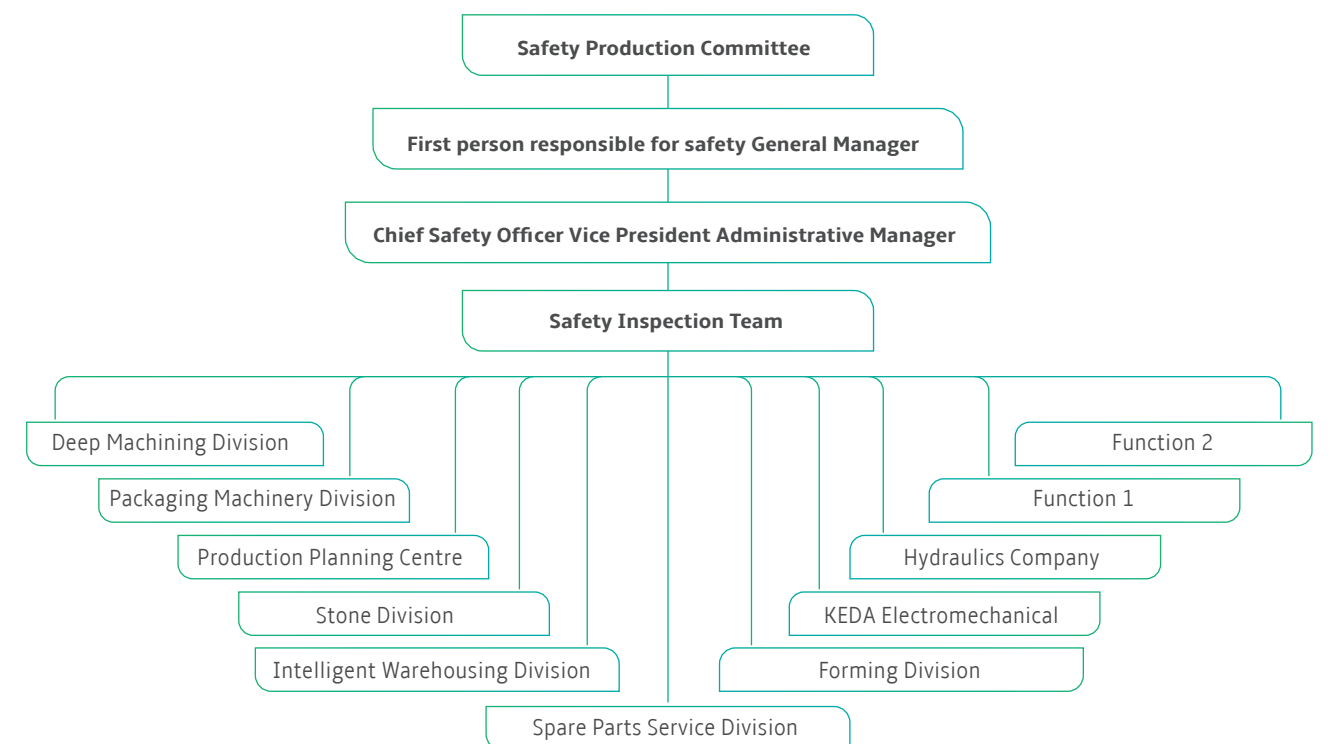 Safety Production Committee
First person responsible for safety General Manager
Chief Safety Officer Vice President Administrative Manager
Safety Inspection Team
Deep Machining Division
Function 2
Packaging Machinery Division
Function 1
Production Planning Centre
Hydraulics Company
Stone Division
KEDA Electromechanical
Intelligent Warehousing Division
Forming Division
Spare Parts Service Division